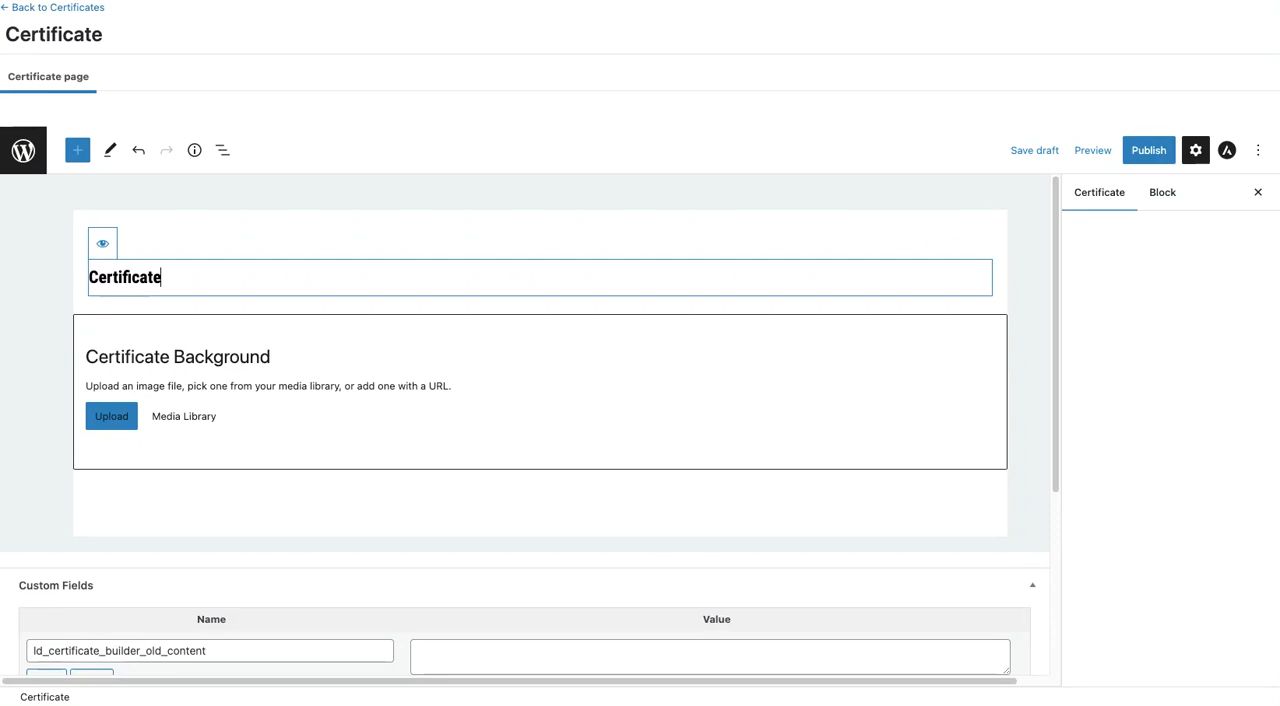 ← Back to Certificates
Certificate
Certificate page
Save draft
Preview
Publish
Certificate
Block
Certificate
Certificate Background
Upload an image file, pick one from your media library, or add one with a URL.
Upload
Media Library
Custom Fields
Name
Value
ld_certificate_builder_old_content
Certificate